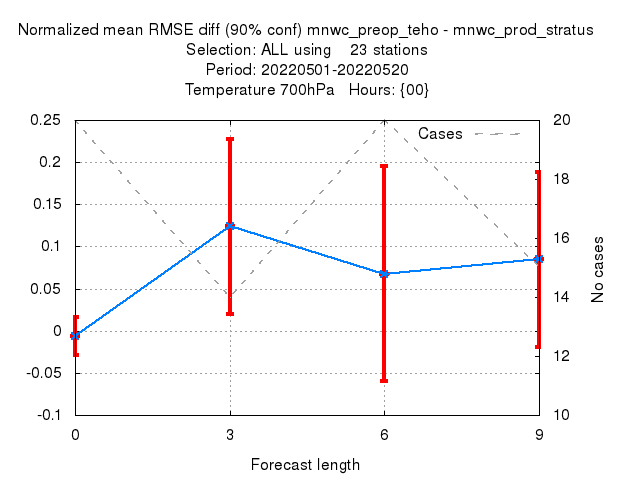 Normalized mean RMSE diff (90% conf) mnwc_preop_teho - mnwc_prod_stratus
Selection: ALL using 23 stations
Period: 20220501-20220520
Temperature 700hPa Hours: {00}
Cases
0.25
0.2
0.15
0.1
0.05
0
-0.05
-0.1
20
18
16
14
12
10
No cases
0 3 6 9
Forecast length